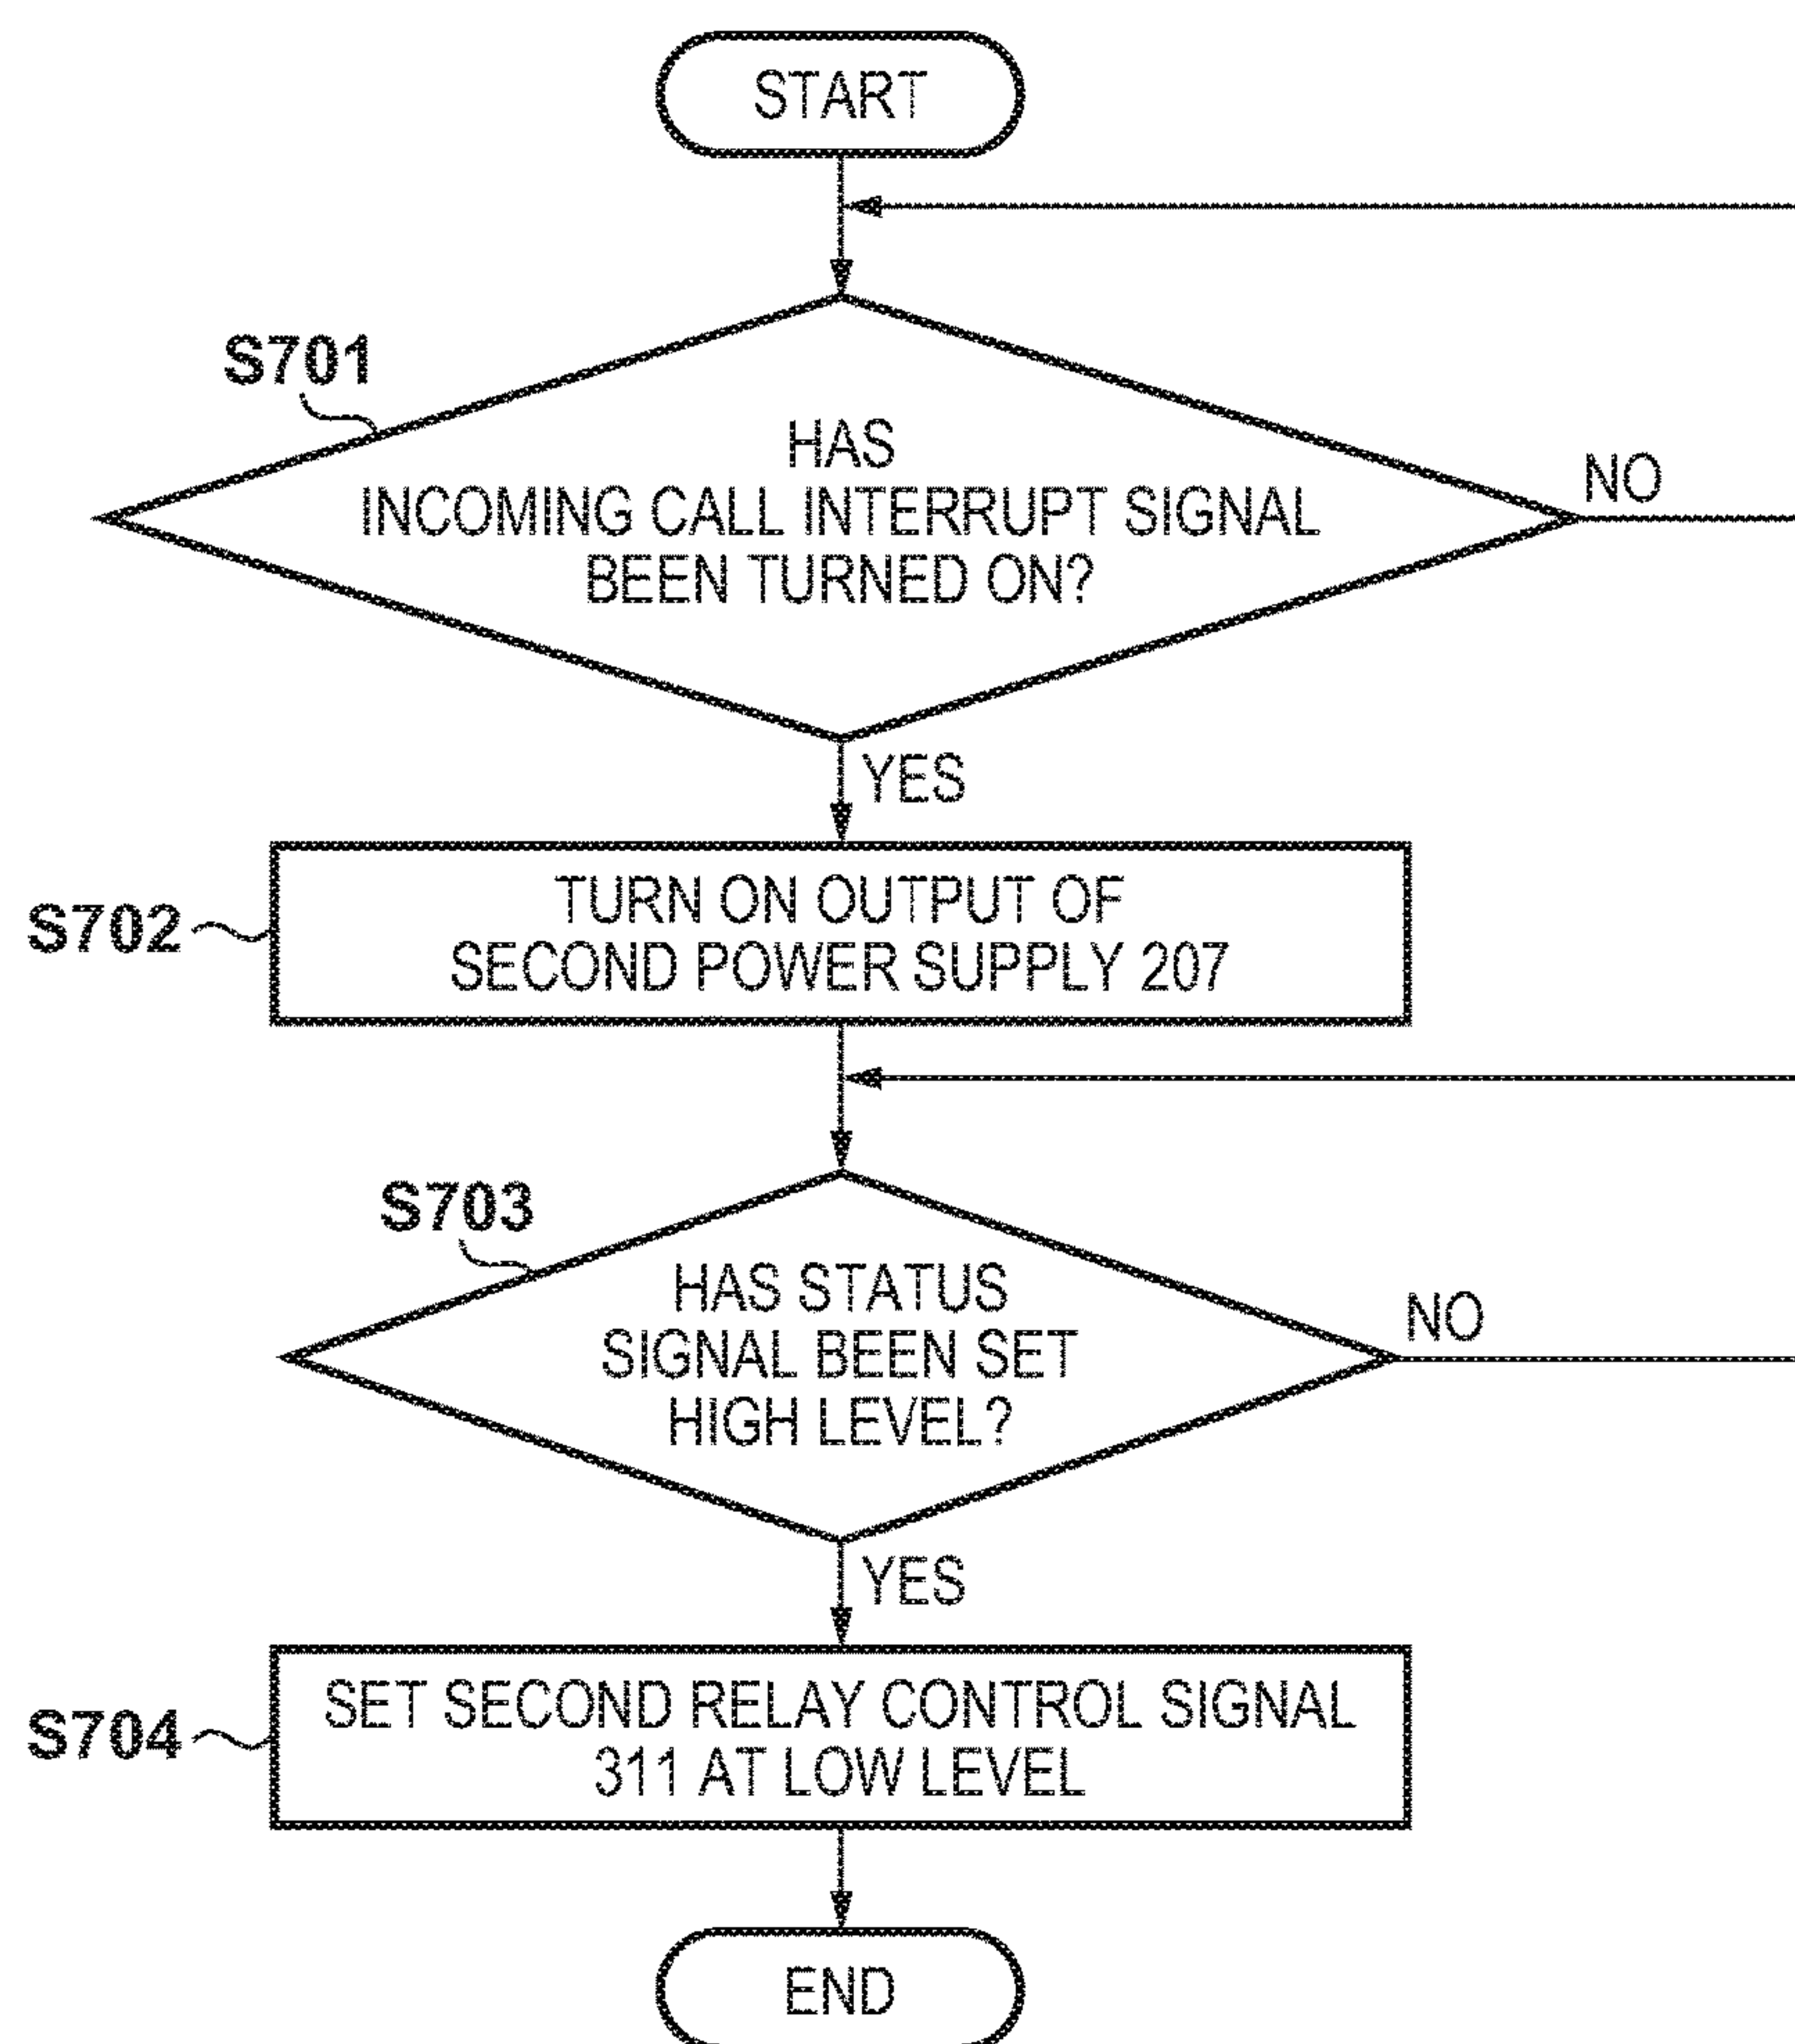 START
S701
HAS
INCOMING CALL INTERRUPT SIGNAL
BEEN TURNED ON?
NO
YES
S702
TURN ON OUTPUT OF
SECOND POWER SUPPLY 207
S703
HAS STATUS
SIGNAL BEEN SET
HIGH LEVEL?
NO
YES
S704
SET SECOND RELAY CONTROL SIGNAL
311 AT LOW LEVEL
END